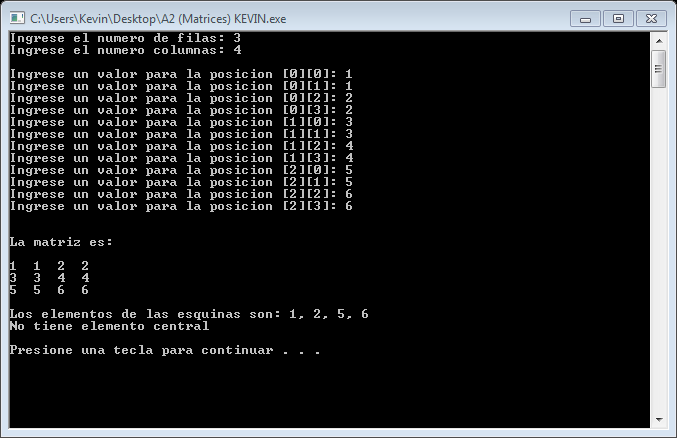 C:\Users\Kevin\Desktop\A2 (Matrices) KEVIN.exe
Ingrese el numero de filas: 3
Ingrese el numero columnas: 4
Ingrese un valor para la posicion [0][0]: 1
Ingrese un valor para la posicion [0][1]: 1
Ingrese un valor para la posicion [0][2]: 2
Ingrese un valor para la posicion [0][3]: 2
Ingrese un valor para la posicion [1][0]: 3
Ingrese un valor para la posicion [1][1]: 3
Ingrese un valor para la posicion [1][2]: 4
Ingrese un valor para la posicion [1][3]: 4
Ingrese un valor para la posicion [2][0]: 5
Ingrese un valor para la posicion [2][1]: 5
Ingrese un valor para la posicion [2][2]: 6
Ingrese un valor para la posicion [2][3]: 6
La matriz es:
1  1  2  2
3  3  4  4
5  5  6  6
Los elementos de las esquinas son: 1, 2, 5, 6
No tiene elemento central
Presione una tecla para continuar . . .